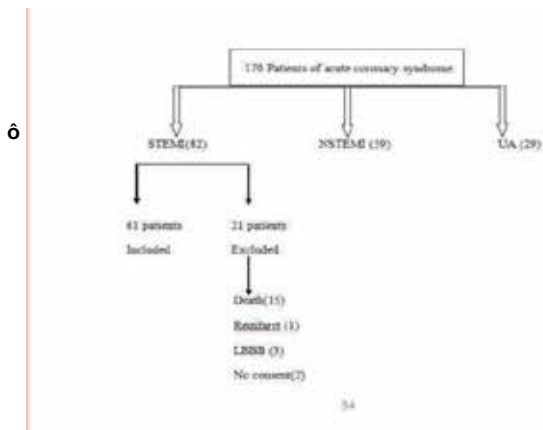 176 Patients of acute coronary syndrome
ô
STEMI(82) NSTEMI (59) UA (29)
61 patients 21 patients
Included Excluded
Death(15)
Reinfarct (1)
LBBB (3)
No consent(2)
54